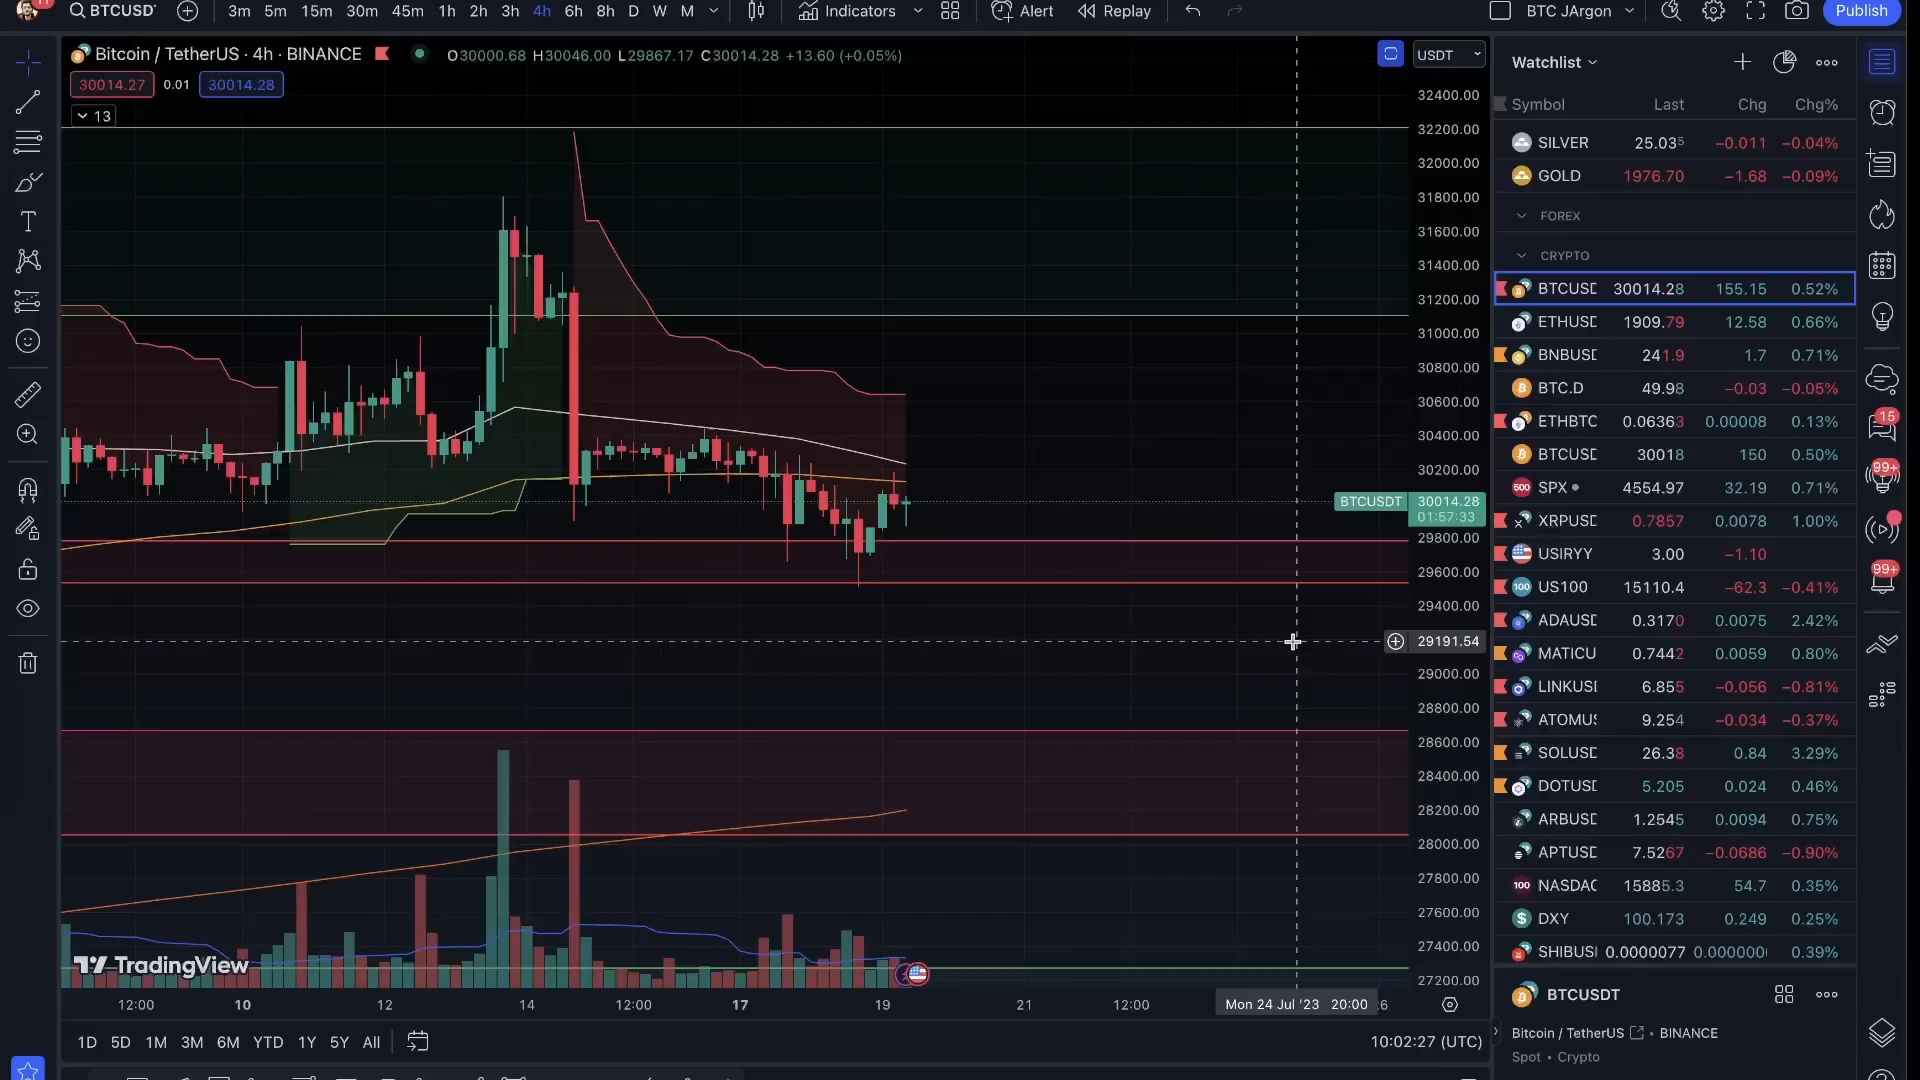 11
BTCUSDT 3m 5m 15m 30m 45m 1h 2h 3h 4h 6h 8h D W M Indicators Alert Replay BTC JArgon Publish
Bitcoin / TetherUS · 4h · BINANCE O30000.68 H30046.00 L29867.17 C30014.28 +13.60 (+0.05%) USDT
30014.27 0.01 30014.28
13
32400.00
32200.00
32000.00
31800.00
31600.00
31400.00
31200.00
31000.00
30800.00
30600.00
30400.00
30200.00
BTCUSDT 30014.28
01:57:33
29800.00
29600.00
29400.00
29191.54
29000.00
28800.00
28600.00
28400.00
28200.00
28000.00
27800.00
27600.00
27400.00
27200.00
TradingView
12:00 10 12 14 12:00 17 19 21 12:00 Mon 24 Jul '23 20:00 6
1D 5D 1M 3M 6M YTD 1Y 5Y All 10:02:27 (UTC)
Watchlist
Symbol Last Chg Chg%
SILVER 25.035 −0.011 −0.04%
GOLD 1976.70 −1.68 −0.09%
FOREX
CRYPTO
BTCUSD 30014.28 155.15 0.52%
ETHUSD 1909.79 12.58 0.66%
BNBUSD 241.9 1.7 0.71%
BTC.D 49.98 −0.03 −0.05%
ETHBTC 0.06363 0.00008 0.13%
BTCUSD 30018 150 0.50%
500 SPX 4554.97 32.19 0.71%
XRPUSD 0.7857 0.0078 1.00%
USIRYY 3.00 −1.10
100 US100 15110.4 −62.3 −0.41%
ADAUSD 0.3170 0.0075 2.42%
MATICU 0.7442 0.0059 0.80%
LINKUSD 6.855 −0.056 −0.81%
ATOMUS 9.254 −0.034 −0.37%
SOLUSD 26.38 0.84 3.29%
DOTUSD 5.205 0.024 0.46%
ARBUSD 1.2545 0.0094 0.75%
APTUSD 7.5267 −0.0686 −0.90%
100 NASDAC 15885.3 54.7 0.35%
DXY 100.173 0.249 0.25%
SHIBUSD 0.0000077 0.0000000 0.39%
BTCUSDT
Bitcoin / TetherUS • BINANCE
Spot • Crypto
15
99+
99+